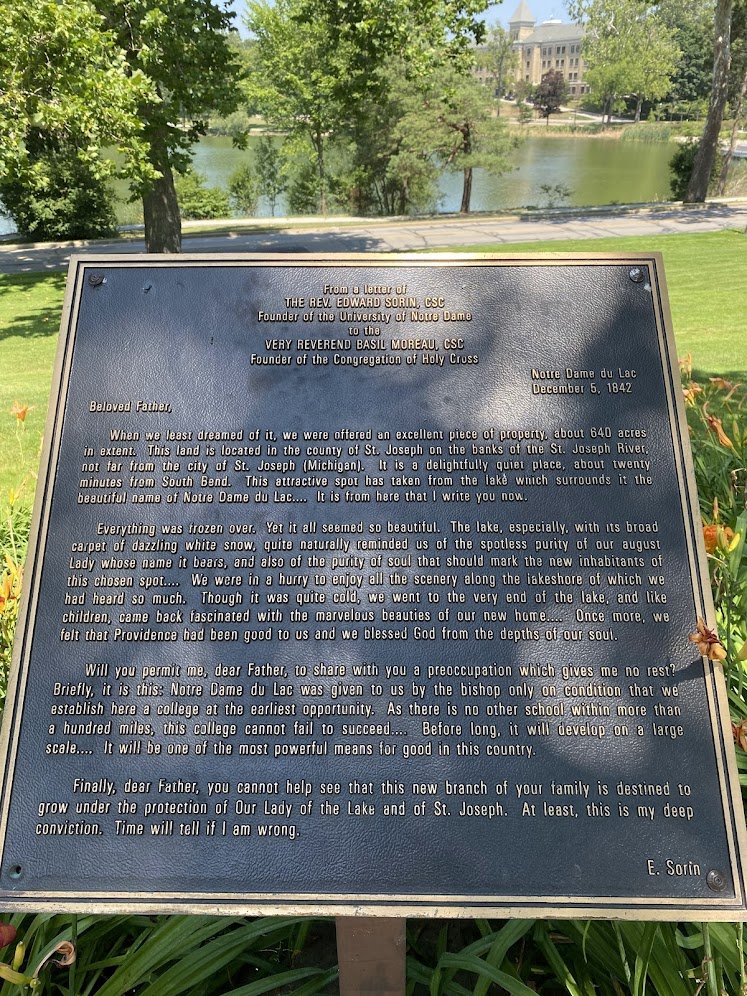 From a letter of
THE REV. EDWARD SORIN, CSC
Founder of the University of Notre Dame
to the
VERY REVEREND BASIL MOREAU, CSC
Founder of the Congregation of Holy Cross
Notre Dame du Lac
December 5, 1842
Beloved Father,
When we least dreamed of it, we were offered an excellent piece of property, about 640 acres
in extent. This land is located in the county of St. Joseph on the banks of the St. Joseph River,
not far from the city of St. Joseph (Michigan). It is a delightfully quiet place, about twenty
minutes from South Bend. This attractive spot has taken from the lake which surrounds it the
beautiful name of Notre Dame du Lac.... It is from here that I write you now.
Everything was frozen over. Yet it all seemed so beautiful. The lake, especially, with its broad
carpet of dazzling white snow, quite naturally reminded us of the spotless purity of our august
Lady whose name it bears, and also of the purity of soul that should mark the new inhabitants of
this chosen spot.... We were in a hurry to enjoy all the scenery along the lakeshore of which we
had heard so much. Though it was quite cold, we went to the very end of the lake, and like
children, came back fascinated with the marvelous beauties of our new home.... Once more, we
felt that Providence had been good to us and we blessed God from the depths of our soul.
Will you permit me, dear Father, to share with you a preoccupation which gives me no rest?
Briefly, it is this: Notre Dame du Lac was given to us by the bishop only on condition that we
establish here a college at the earliest opportunity. As there is no other school within more than
a hundred miles, this college cannot fail to succeed.... Before long, it will develop on a large
scale.... It will be one of the most powerful means for good in this country.
Finally, dear Father, you cannot help see that this new branch of your family is destined to
grow under the protection of Our Lady of the Lake and of St. Joseph. At least, this is my deep
conviction. Time will tell if I am wrong.
E. Sorin